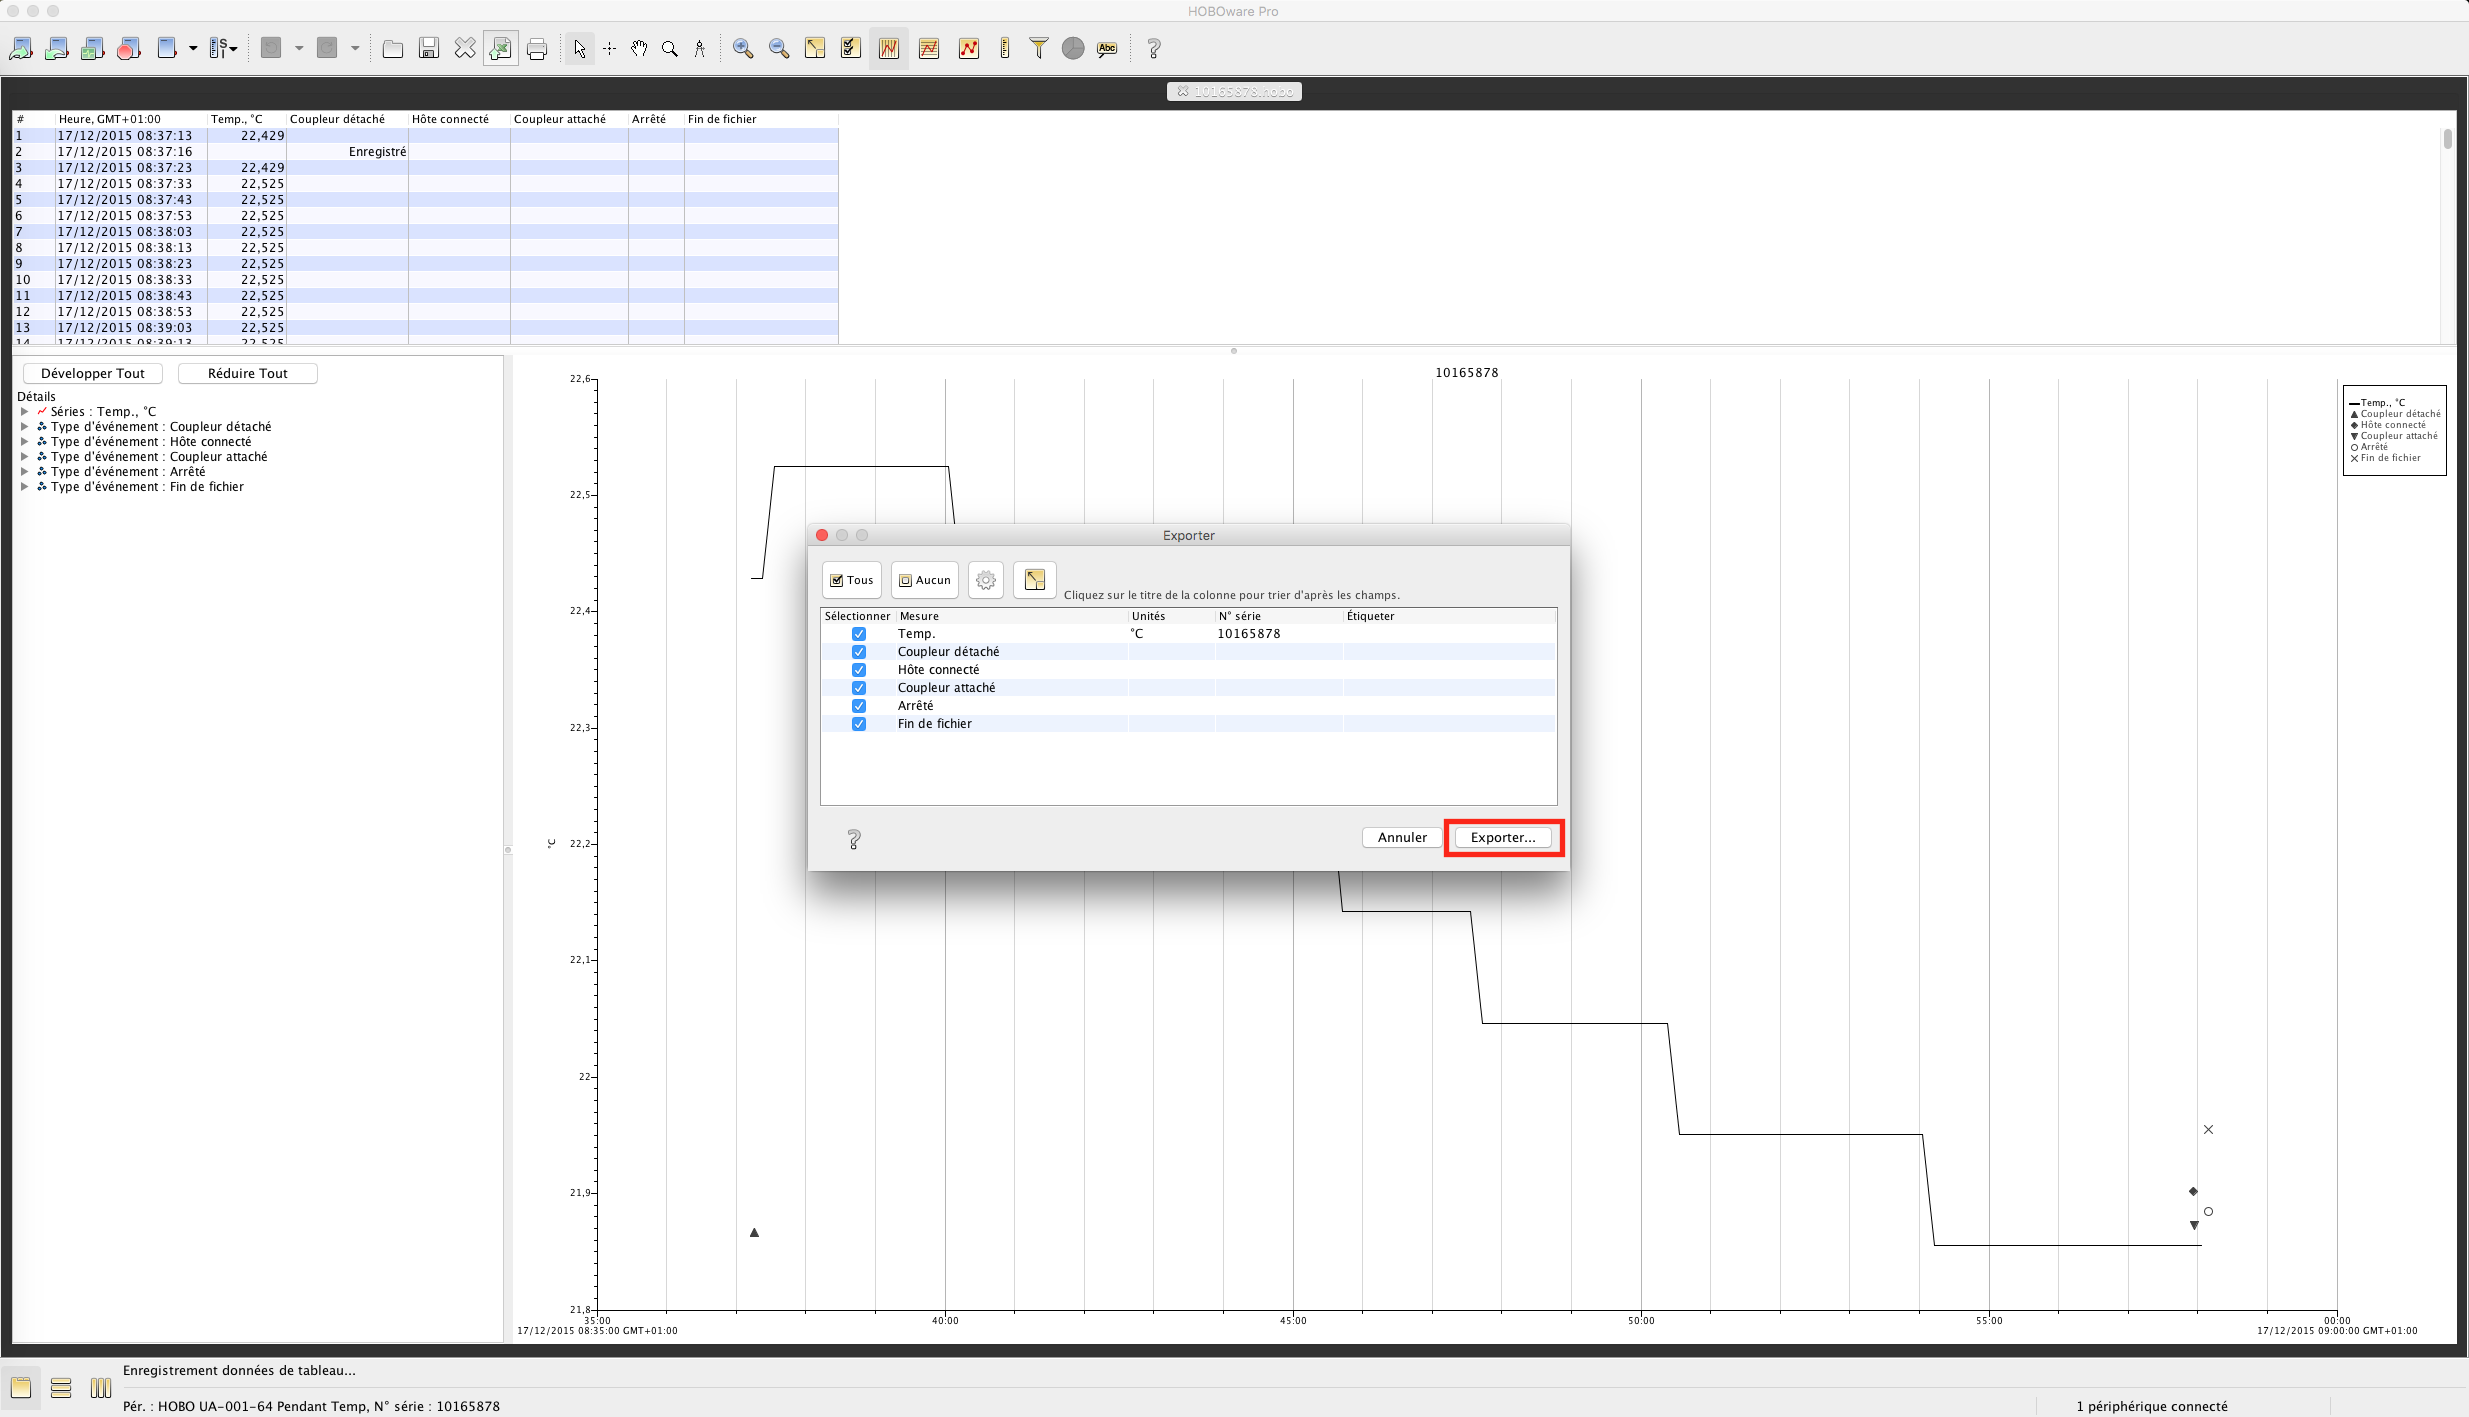 HOBOware Pro
S
Abc
10165878.hobo
# Heure, GMT+01:00 Temp., °C Coupleur détaché Hôte connecté Coupleur attaché Arrêté Fin de fichier
1 17/12/2015 08:37:13 22,429
2 17/12/2015 08:37:16 Enregistré
3 17/12/2015 08:37:23 22,429
4 17/12/2015 08:37:33 22,525
5 17/12/2015 08:37:43 22,525
6 17/12/2015 08:37:53 22,525
7 17/12/2015 08:38:03 22,525
8 17/12/2015 08:38:13 22,525
9 17/12/2015 08:38:23 22,525
10 17/12/2015 08:38:33 22,525
11 17/12/2015 08:38:43 22,525
12 17/12/2015 08:38:53 22,525
13 17/12/2015 08:39:03 22,525
14 17/12/2015 08:39:13 22,525
Développer Tout Réduire Tout
Détails
Séries : Temp., °C
Type d'événement : Coupleur détaché
Type d'événement : Hôte connecté
Type d'événement : Coupleur attaché
Type d'événement : Arrêté
Type d'événement : Fin de fichier
10165878
22,6
22,5
22,4
22,3
22,2
22,1
22
21,9
21,8
°C
Temp., °C
Coupleur détaché
Hôte connecté
Coupleur attaché
Arrêté
Fin de fichier
Exporter
Tous Aucun
Cliquez sur le titre de la colonne pour trier d'après les champs.
Sélectionner Mesure Unités N° série Étiqueter
Temp. °C 10165878
Coupleur détaché
Hôte connecté
Coupleur attaché
Arrêté
Fin de fichier
Annuler Exporter...
35:00 40:00 45:00 50:00 55:00 00:00
17/12/2015 08:35:00 GMT+01:00 17/12/2015 09:00:00 GMT+01:00
Enregistrement données de tableau...
Pér. : HOBO UA-001-64 Pendant Temp, N° série : 10165878 1 périphérique connecté